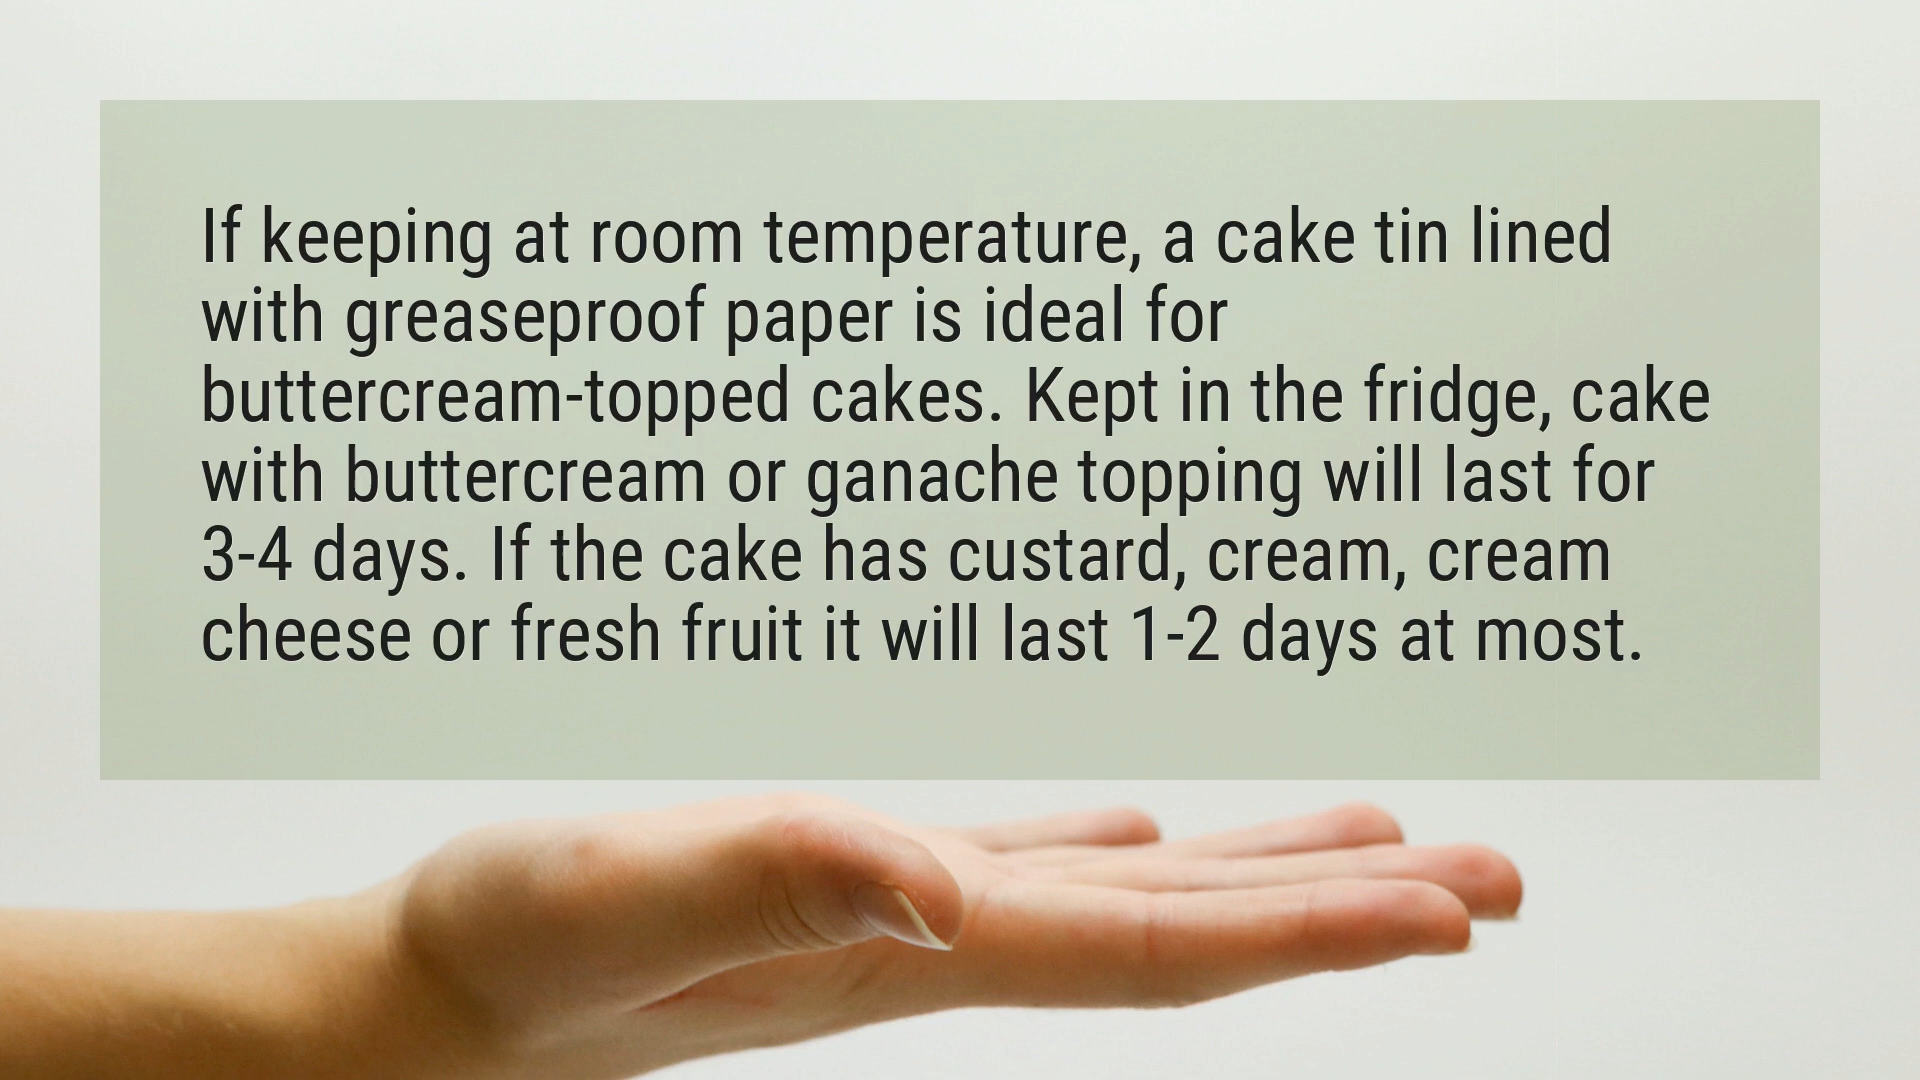 If keeping at room temperature, a cake tin lined
with greaseproof paper is ideal for
buttercream-topped cakes. Kept in the fridge, cake
with buttercream or ganache topping will last for
3-4 days. If the cake has custard, cream, cream
cheese or fresh fruit it will last 1-2 days at most.